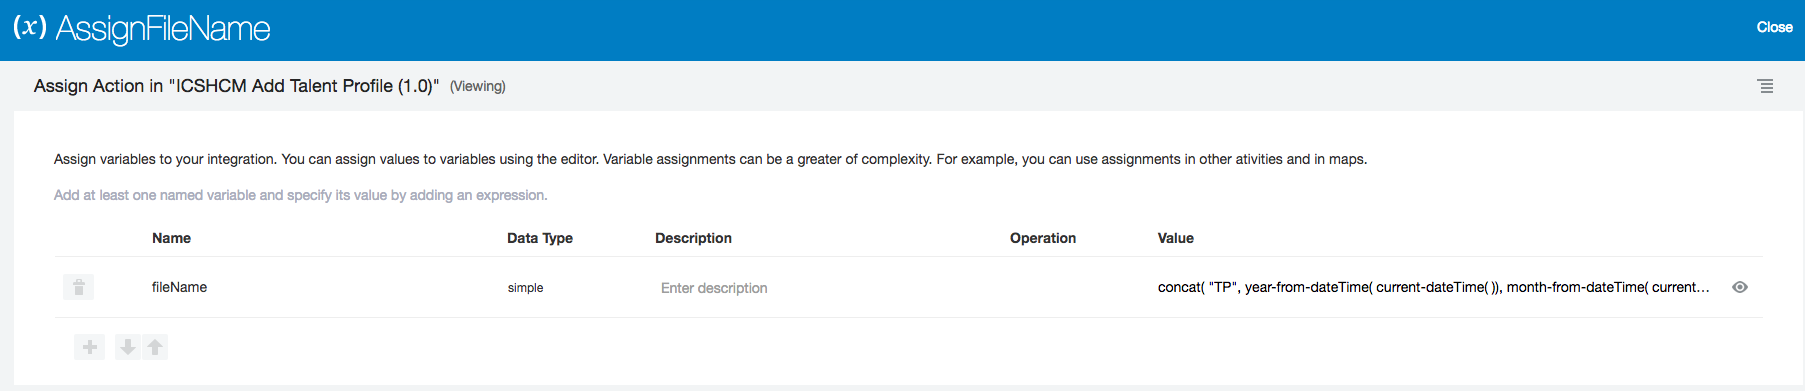 (x) AssignFileName
Close
Assign Action in "ICSHCM Add Talent Profile (1.0)" (Viewing)
Assign variables to your integration. You can assign values to variables using the editor. Variable assignments can be a greater of complexity. For example, you can use assignments in other ativities and in maps.
Add at least one named variable and specify its value by adding an expression.
Name Data Type Description Operation Value
fileName simple Enter description concat( "TP", year-from-dateTime( current-dateTime( )), month-from-dateTime( current...